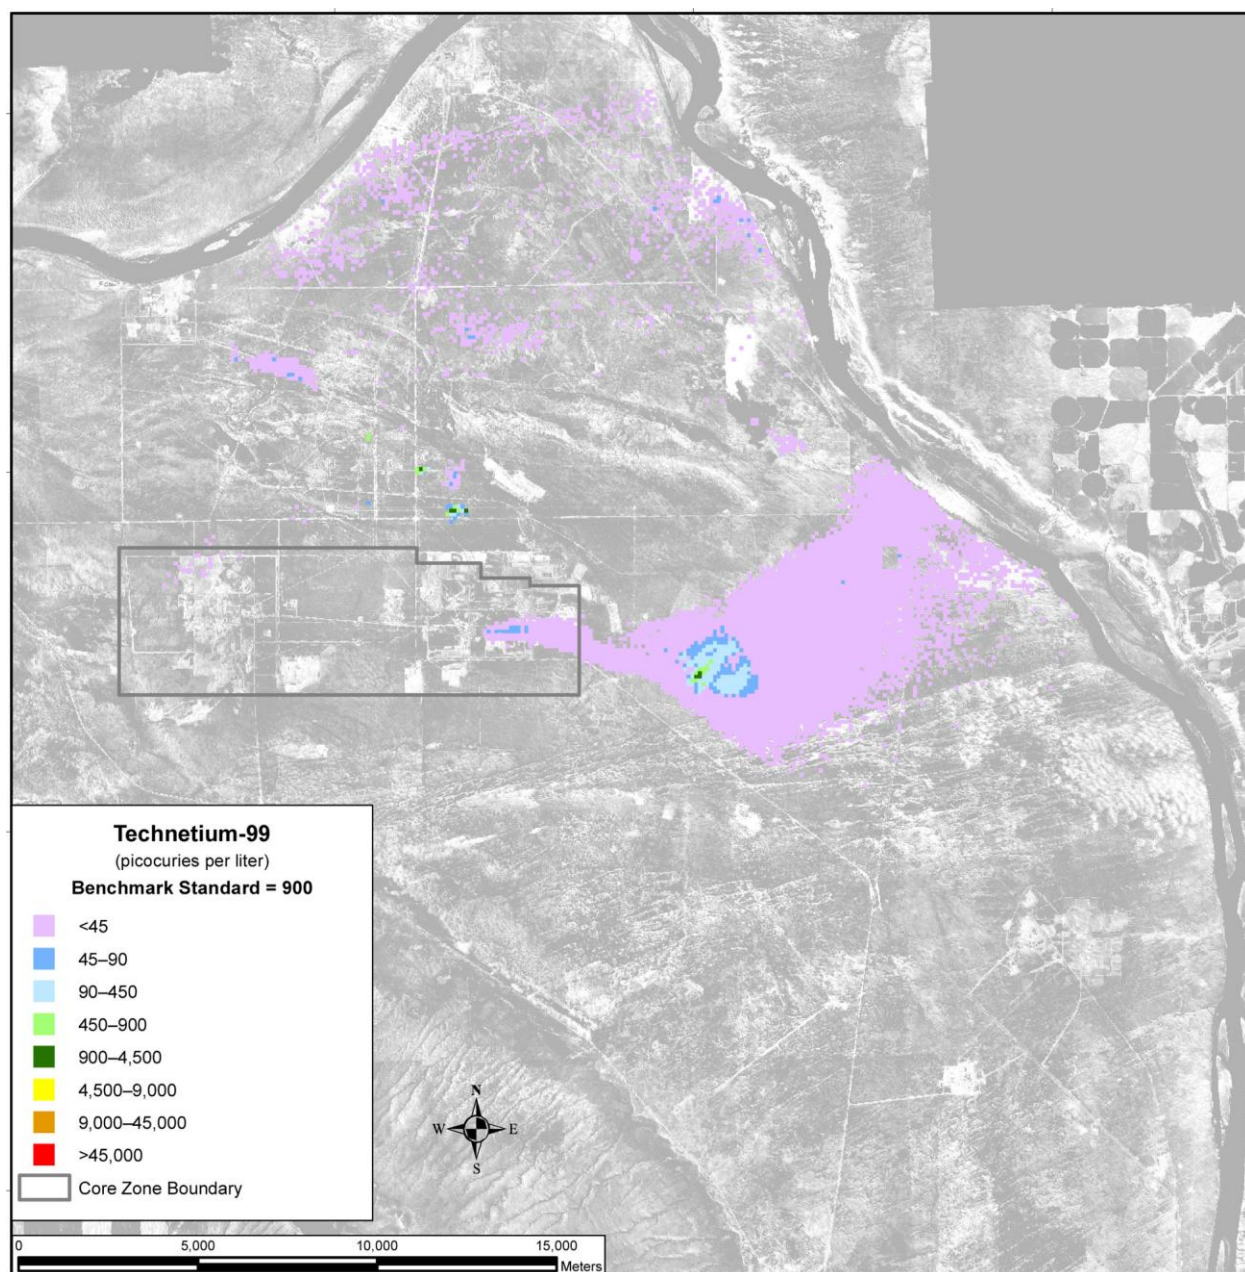 Technetium-99
(picocuries per liter)
Benchmark Standard = 900
<45
45–90
90–450
450–900
900–4,500
4,500–9,000
9,000–45,000
>45,000
Core Zone Boundary
N
W E
S
0 5,000 10,000 15,000
Meters